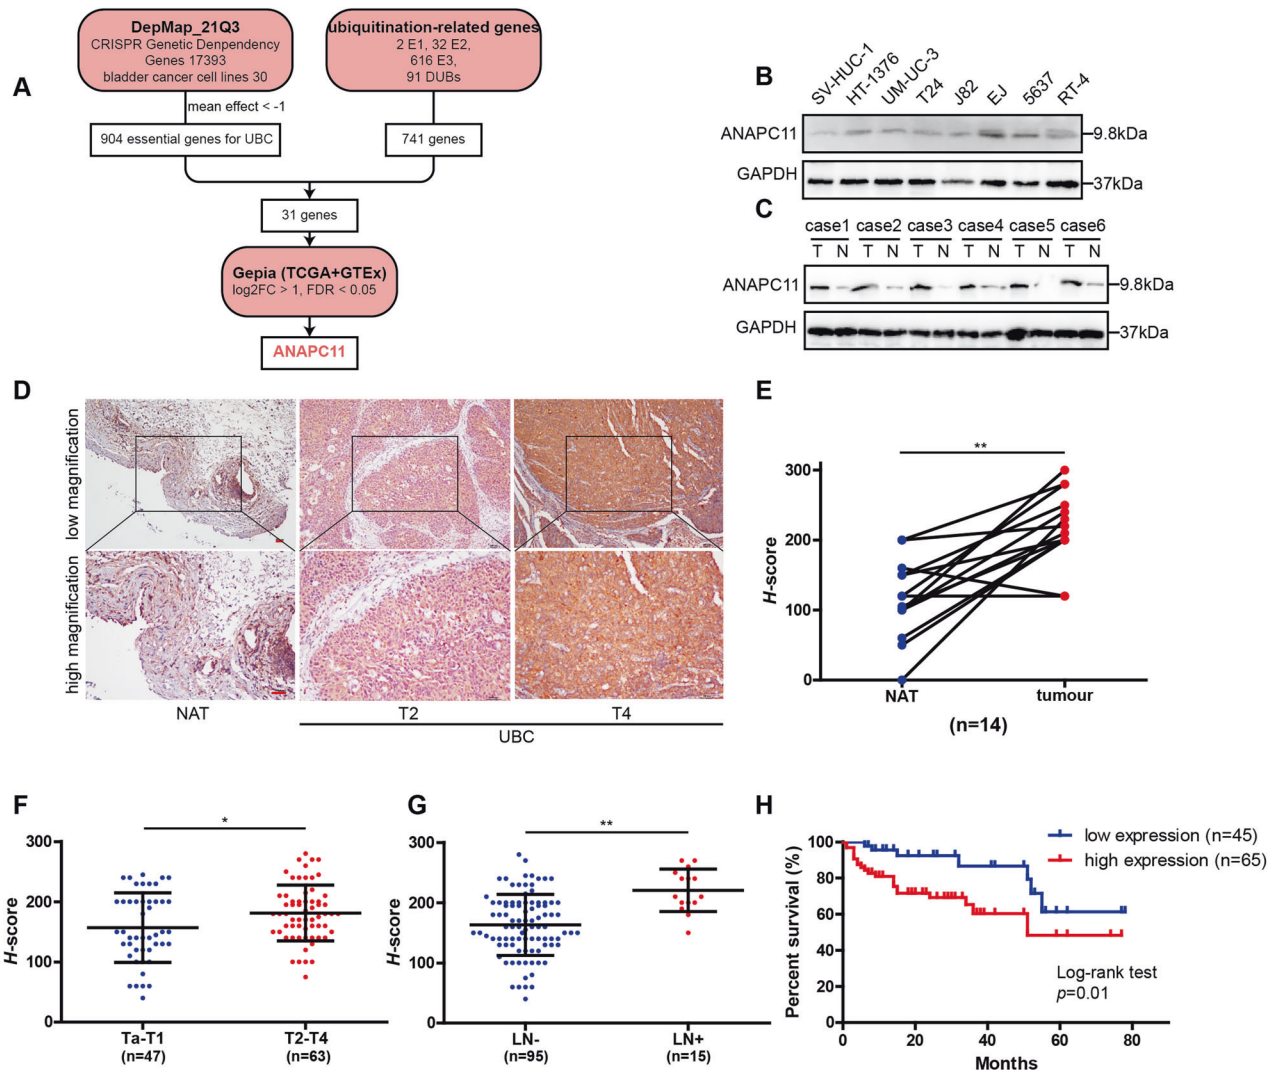 A
DepMap_21Q3
CRISPR Genetic Denpendency
Genes 17393
bladder cancer cell lines 30
ubiquitination-related genes
2 E1, 32 E2,
616 E3,
91 DUBs
mean effect < -1
904 essential genes for UBC
741 genes
31 genes
Gepia (TCGA+GTEx)
log2FC > 1, FDR < 0.05
ANAPC11
B
SV-HUC-1
HT-1376
UM-UC-3
T24
J82
EJ
5637
RT-4
ANAPC11
9.8kDa
GAPDH
37kDa
C
case1 case2 case3 case4 case5 case6
T N T N T N T N T N T N
ANAPC11
9.8kDa
GAPDH
37kDa
D
low magnification
high magnification
NAT
T2
T4
UBC
E
**
H-score
300
200
100
0
NAT
tumour
(n=14)
F
*
H-score
300
200
100
0
Ta-T1
(n=47)
T2-T4
(n=63)
G
**
H-score
300
200
100
0
LN-
(n=95)
LN+
(n=15)
H
low expression (n=45)
high expression (n=65)
Percent survival (%)
100
80
60
40
20
0
Log-rank test
p=0.01
0 20 40 60 80
Months